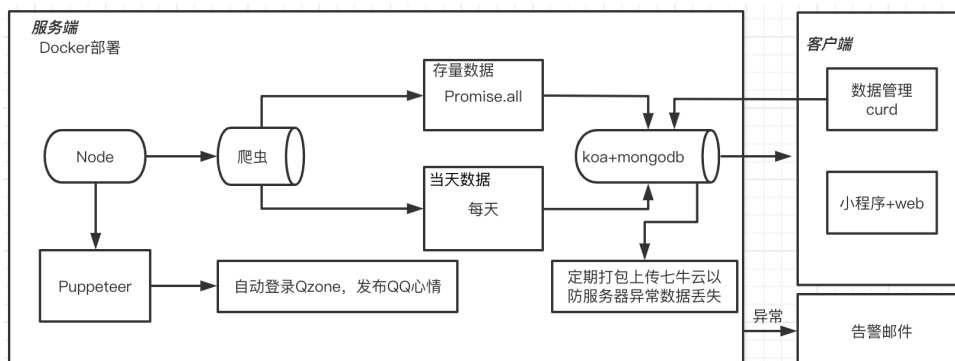 服务端
Docker部署
客户端
存量数据
Promise.all
数据管理
curd
Node
爬虫
koa+mongodb
当天数据
每天
小程序+web
Puppeteer
自动登录Qzone，发布QQ心情
定期打包上传七牛云以
防服务器异常数据丢失
异常
告警邮件